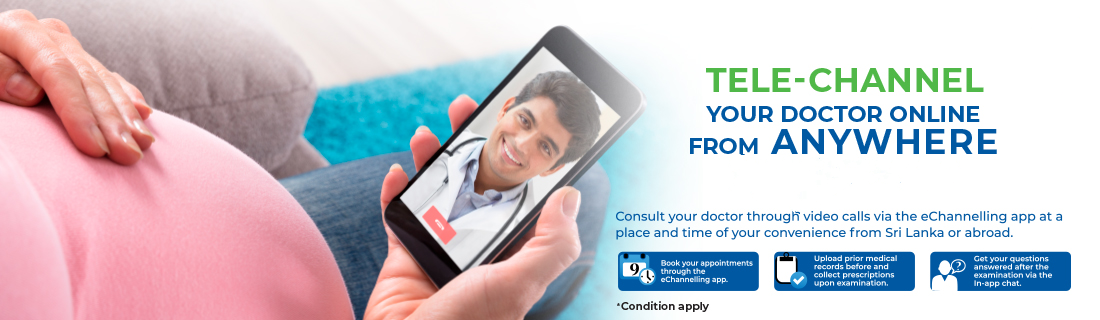 TELE-CHANNEL
YOUR DOCTOR ONLINE
FROM ANYWHERE
Consult your doctor through video calls via the eChannelling app at a
place and time of your convenience from Sri Lanka or abroad.
9
Book your appointments
through the
eChannelling app.
Upload prior medical
records before and
collect prescriptions
upon examination.
?
Get your questions
answered after the
examination via the
In-app chat.
*Condition apply